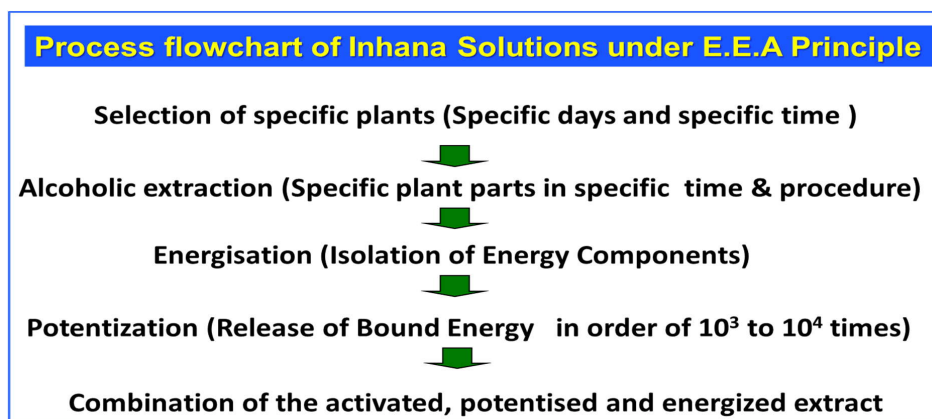 Process flowchart of Inhana Solutions under E.E.A Principle
Selection of specific plants (Specific days and specific time )
Alcoholic extraction (Specific plant parts in specific time & procedure)
Energisation (Isolation of Energy Components)
Potentization (Release of Bound Energy in order of 10³ to 10⁴ times)
Combination of the activated, potentised and energized extract